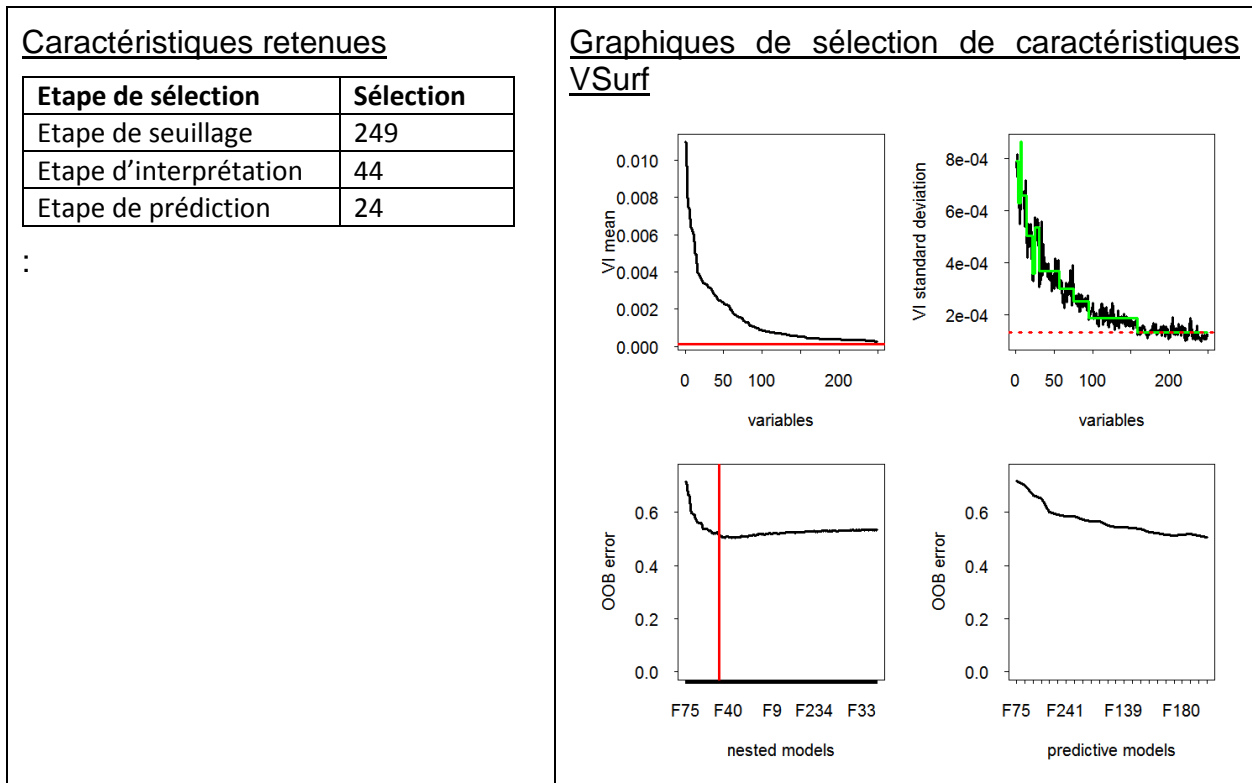 Caractéristiques retenues
Etape de sélection Sélection
Etape de seuillage 249
Etape d'interprétation 44
Etape de prédiction 24
:
Graphiques de sélection de caractéristiques
VSurf
0.010
0.008
0.006
0.004
0.002
0.000
VI mean
0 50 100 200
variables
8e-04
6e-04
4e-04
2e-04
VI standard deviation
0 50 100 200
variables
0.6
0.4
0.2
0.0
OOB error
F75 F40 F9 F234 F33
nested models
0.6
0.4
0.2
0.0
OOB error
F75 F241 F139 F180
predictive models